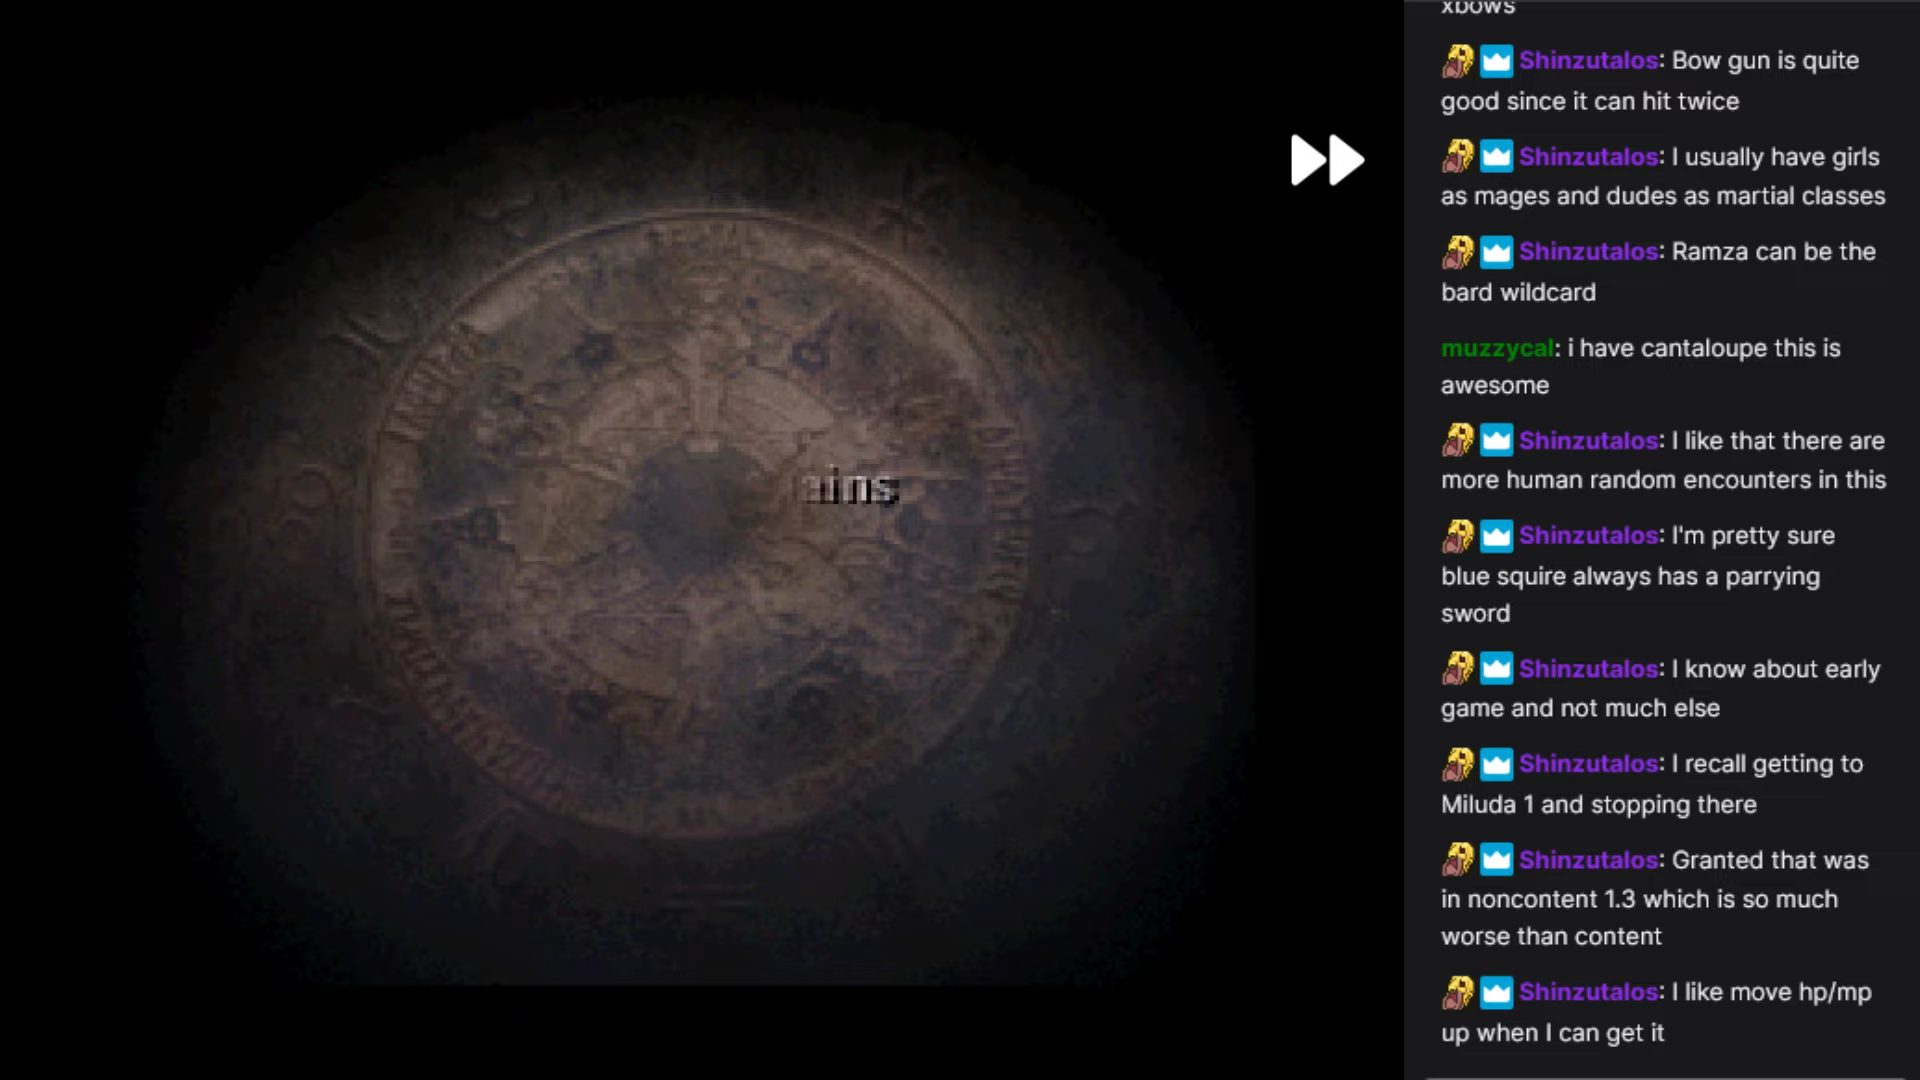 ains
xbows
Shinzutalos: Bow gun is quite
good since it can hit twice
Shinzutalos: I usually have girls
as mages and dudes as martial classes
Shinzutalos: Ramza can be the
bard wildcard
muzzycal: i have cantaloupe this is
awesome
Shinzutalos: I like that there are
more human random encounters in this
Shinzutalos: I'm pretty sure
blue squire always has a parrying
sword
Shinzutalos: I know about early
game and not much else
Shinzutalos: I recall getting to
Miluda 1 and stopping there
Shinzutalos: Granted that was
in noncontent 1.3 which is so much
worse than content
Shinzutalos: I like move hp/mp
up when I can get it